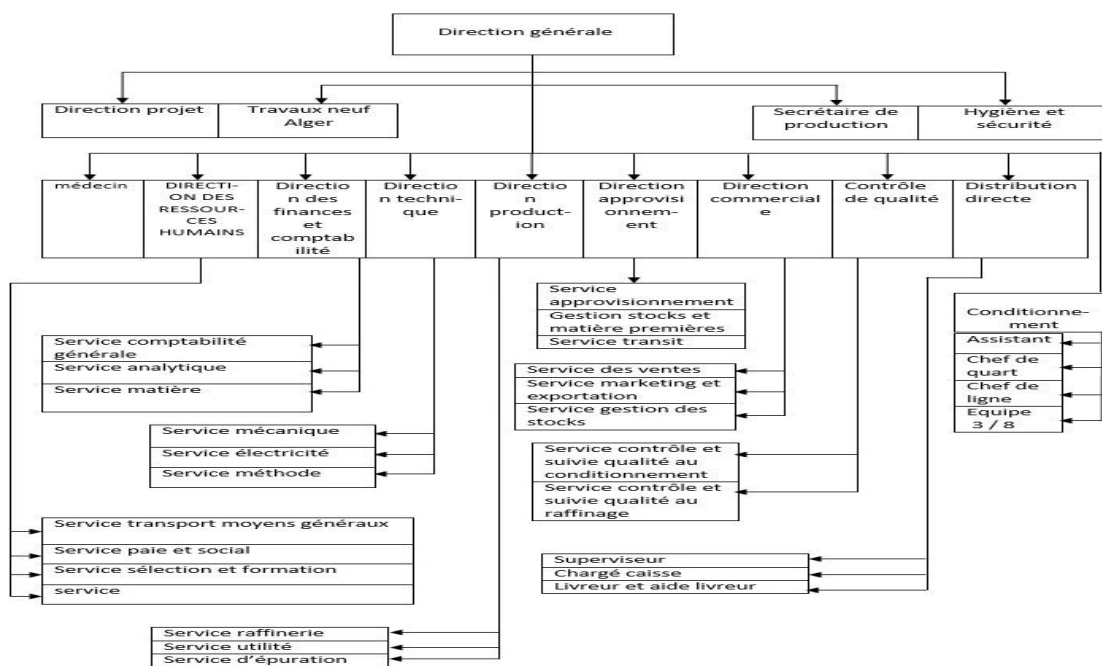 Direction générale
Direction projet
Travaux neuf
Alger
Secrétaire de
production
Hygiène et
sécurité
médecin
DIRECTI-
ON DES
RESSOUR-
CES
HUMAINS
Directio
n des
finances
et
comptab
ilité
Directio
n techni-
que
Directio
n
product-
ion
Direction
approvisi
onnem-
ent
Direction
commercial
e
Contrôle
de qualité
Distribution
directe
Service
approvisionnement
Gestion stocks et
matière premières
Service transit
Conditionne-
ment
Assistant
Chef de
quart
Chef de
ligne
Equipe
3 / 8
Service comptabilité
générale
Service analytique
Service matière
Service des ventes
Service marketing et
exportation
Service gestion des
stocks
Service mécanique
Service électricité
Service méthode
Service contrôle et
suivie qualité au
conditionnement
Service contrôle et
suivie qualité au
raffinage
Service transport moyens généraux
Service paie et social
Service sélection et formation
service
Superviseur
Chargé caisse
Livreur et aide livreur
Service raffinerie
Service utilité
Service d'épuration